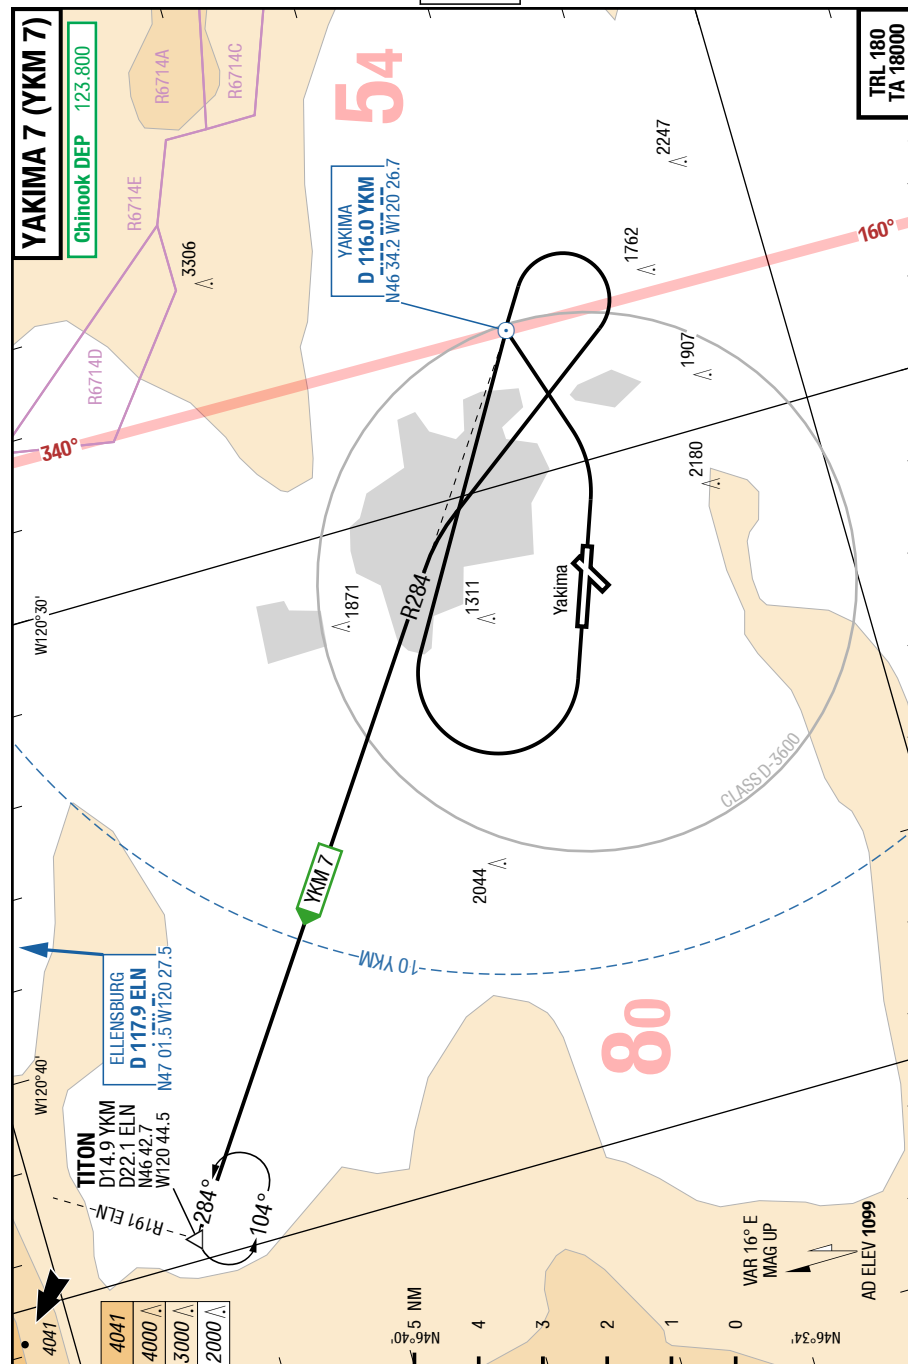 YAKIMA 7 (YKM 7)
Chinook DEP 123.800
TRL 180
TA 18000
R6714A
R6714C
R6714E
R6714D
54
3306
YAKIMA
D 116.0 YKM
N46 34.2 W120 26.7
2247
1762
160°
340°
1907
2180
W120°30'
1871
R284
1311
Yakima
CLASS D-3600
YKM 7
2044
10 YKM
ELLENSBURG
D 117.9 ELN
N47 01.5 W120 27.5
80
W120°40'
TITON
D14.9 YKM
D22.1 ELN
N46 42.7
W120 44.5
R191 ELN
284°
104°
VAR 16° E
MAG UP
AD ELEV 1099
4041
4041
4000
3000
2000
5 NM
4
3
2
1
0
N46°40'
N46°34'